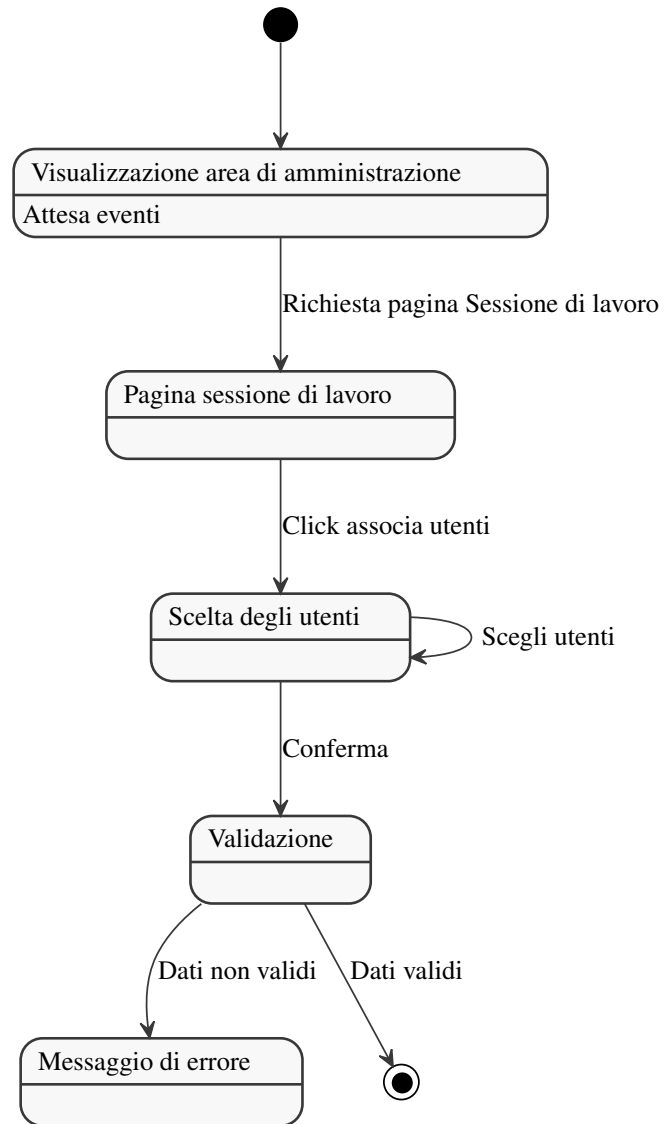 Visualizzazione area di amministrazione
Attesa eventi
Richiesta pagina Sessione di lavoro
Pagina sessione di lavoro
Click associa utenti
Scelta degli utenti
Scegli utenti
Conferma
Validazione
Dati non validi
Dati validi
Messaggio di errore